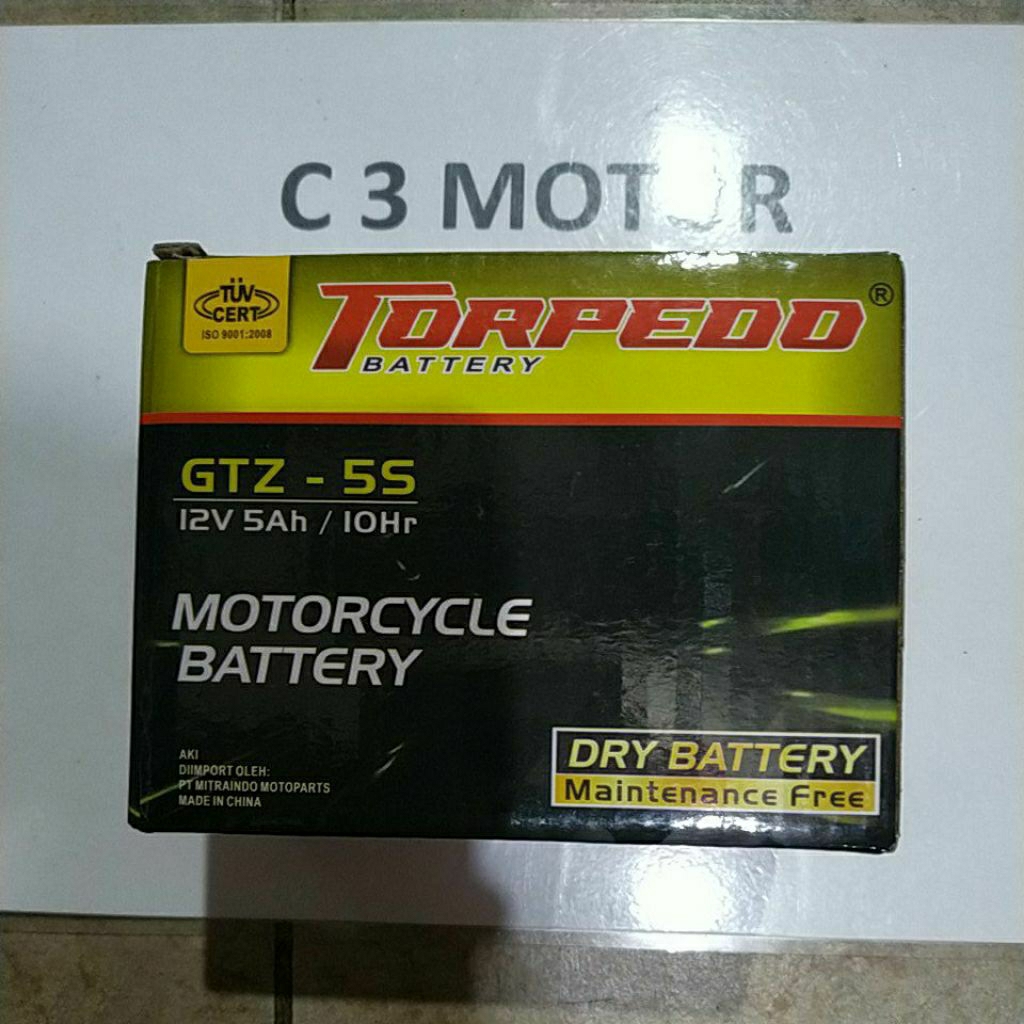 C 3 MOTOR
TÜV
CERT
ISO 9001:2008
TORPEDO®
BATTERY
GTZ - 5S
12V 5Ah / 10Hr
MOTORCYCLE
BATTERY
AKI
DIIMPORT OLEH:
PT MITRAINDO MOTOPARTS
MADE IN CHINA
DRY BATTERY
Maintenance Free